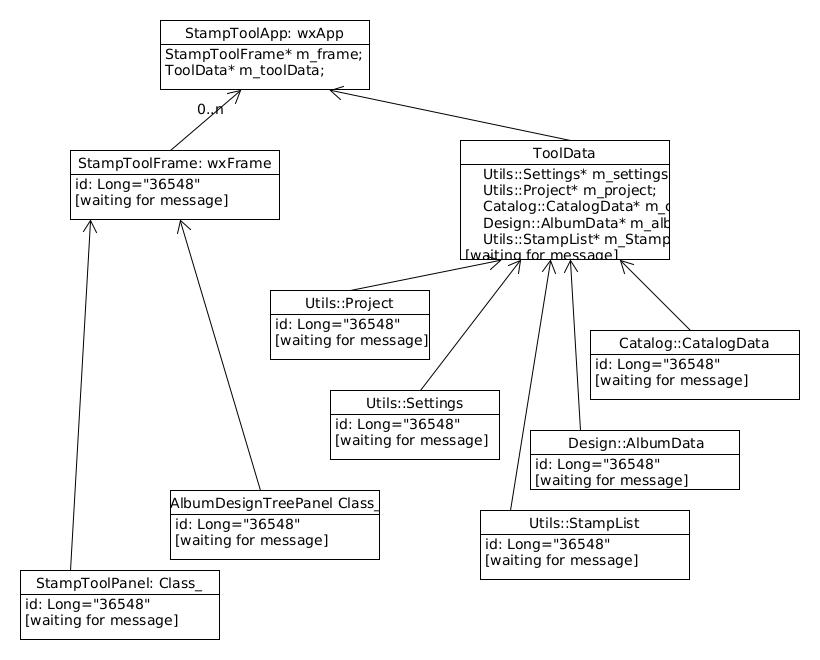 StampToolApp: wxApp
StampToolFrame* m_frame;
ToolData* m_toolData;
0..n
StampToolFrame: wxFrame
id: Long="36548"
[waiting for message]
ToolData
Utils::Settings* m_settings
Utils::Project* m_project;
Catalog::CatalogData* m_c
Design::AlbumData* m_alb
Utils::StampList* m_Stamp
[waiting for message]
Utils::Project
id: Long="36548"
[waiting for message]
Catalog::CatalogData
id: Long="36548"
[waiting for message]
Utils::Settings
id: Long="36548"
[waiting for message]
Design::AlbumData
id: Long="36548"
[waiting for message]
AlbumDesignTreePanel Class_
id: Long="36548"
[waiting for message]
Utils::StampList
id: Long="36548"
[waiting for message]
StampToolPanel: Class_
id: Long="36548"
[waiting for message]